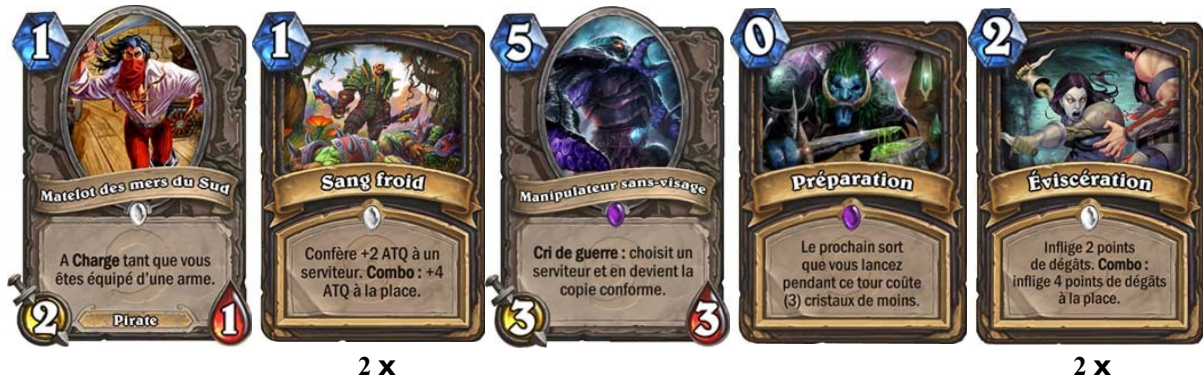 1
Matelot des mers du Sud
A Charge tant que vous
êtes équipé d'une arme.
2
Pirate
1
1
Sang froid
Confère +2 ATQ à un
serviteur. Combo : +4
ATQ à la place.
2 x
5
Manipulateur sans-visage
Cri de guerre : choisit un
serviteur et en devient la
copie conforme.
3
3
0
Préparation
Le prochain sort
que vous lancez
pendant ce tour coûte
(3) cristaux de moins.
2
Éviscération
Inflige 2 points
de dégâts. Combo :
inflige 4 points de dégâts
à la place.
2 x